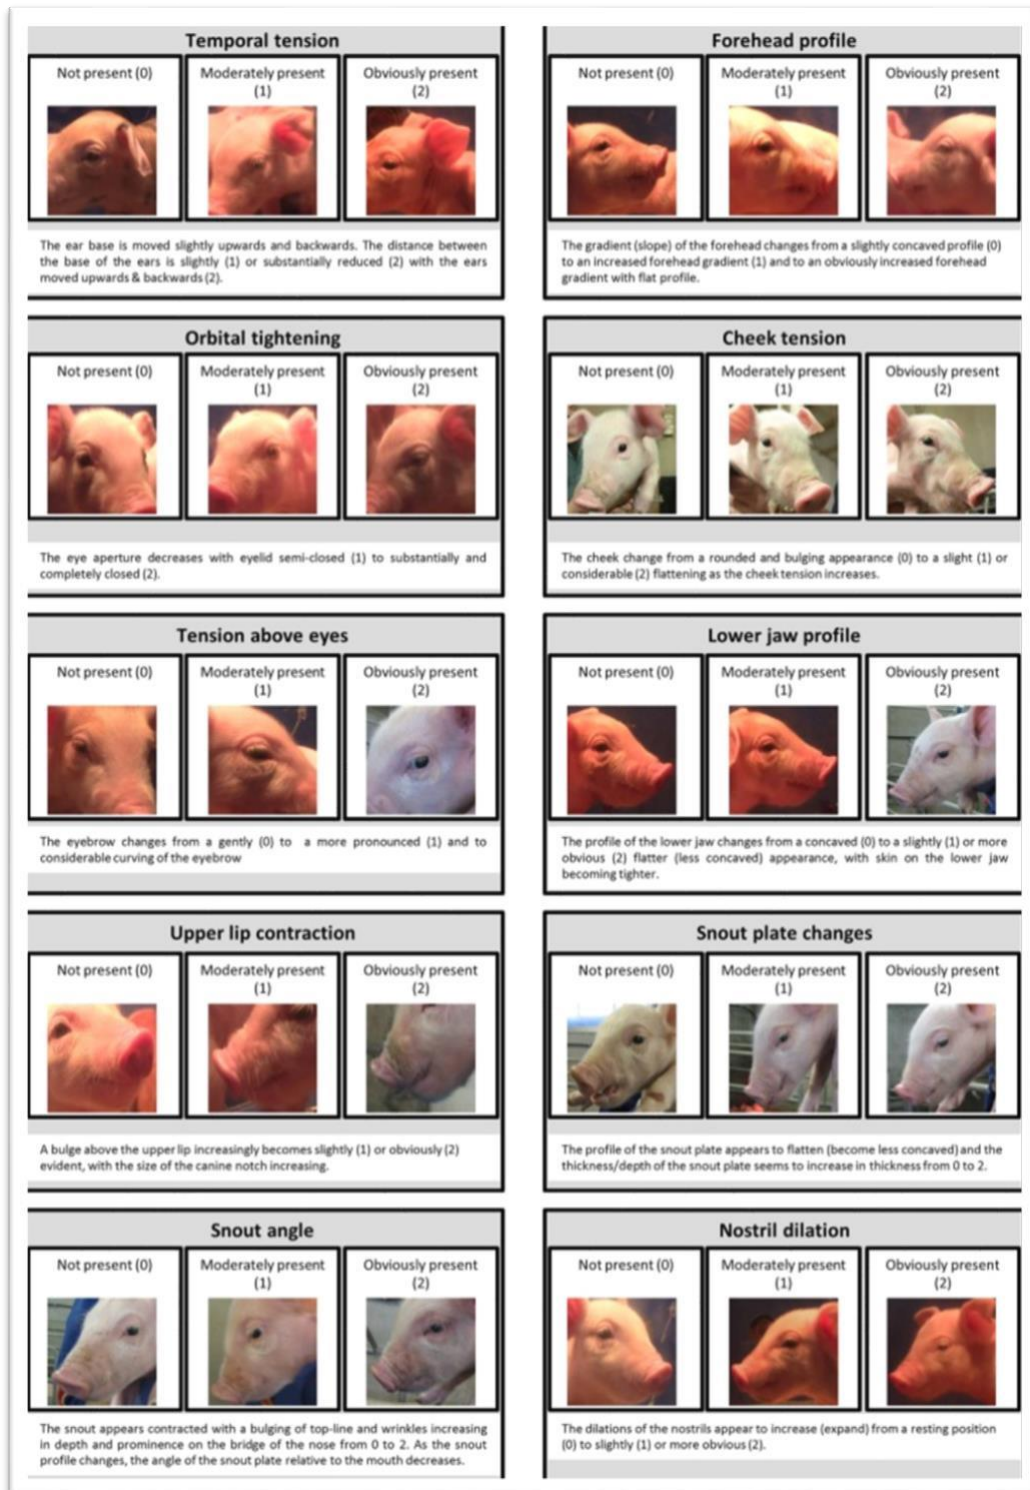 Temporal tension
Not present (0)
Moderately present
(1)
Obviously present
(2)
The ear base is moved slightly upwards and backwards. The distance between
the base of the ears is slightly (1) or substantially reduced (2) with the ears
moved upwards & backwards (2).
Forehead profile
Not present (0)
Moderately present
(1)
Obviously present
(2)
The gradient (slope) of the forehead changes from a slightly concaved profile (0)
to an increased forehead gradient (1) and to an obviously increased forehead
gradient with flat profile.
Orbital tightening
Not present (0)
Moderately present
(1)
Obviously present
(2)
The eye aperture decreases with eyelid semi-closed (1) to substantially and
completely closed (2).
Cheek tension
Not present (0)
Moderately present
(1)
Obviously present
(2)
The cheek change from a rounded and bulging appearance (0) to a slight (1) or
considerable (2) flattening as the cheek tension increases.
Tension above eyes
Not present (0)
Moderately present
(1)
Obviously present
(2)
The eyebrow changes from a gently (0) to a more pronounced (1) and to
considerable curving of the eyebrow
Lower jaw profile
Not present (0)
Moderately present
(1)
Obviously present
(2)
The profile of the lower jaw changes from a concaved (0) to a slightly (1) or more
obvious (2) flatter (less concaved) appearance, with skin on the lower jaw
becoming tighter.
Upper lip contraction
Not present (0)
Moderately present
(1)
Obviously present
(2)
A bulge above the upper lip increasingly becomes slightly (1) or obviously (2)
evident, with the size of the canine notch increasing.
Snout plate changes
Not present (0)
Moderately present
(1)
Obviously present
(2)
The profile of the snout plate appears to flatten (become less concaved) and the
thickness/depth of the snout plate seems to increase in thickness from 0 to 2.
Snout angle
Not present (0)
Moderately present
(1)
Obviously present
(2)
The snout appears contracted with a bulging of top-line and wrinkles increasing
in depth and prominence on the bridge of the nose from 0 to 2. As the snout
profile changes, the angle of the snout plate relative to the mouth decreases.
Nostril dilation
Not present (0)
Moderately present
(1)
Obviously present
(2)
The dilations of the nostrils appear to increase (expand) from a resting position
(0) to slightly (1) or more obvious (2).